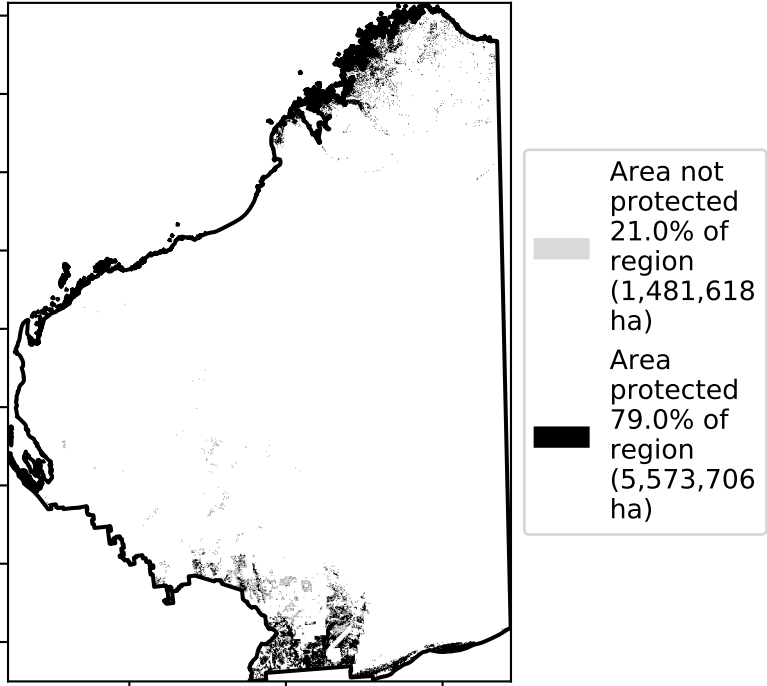 Area not
protected
21.0% of
region
(1,481,618
ha)
Area
protected
79.0% of
region
(5,573,706
ha)